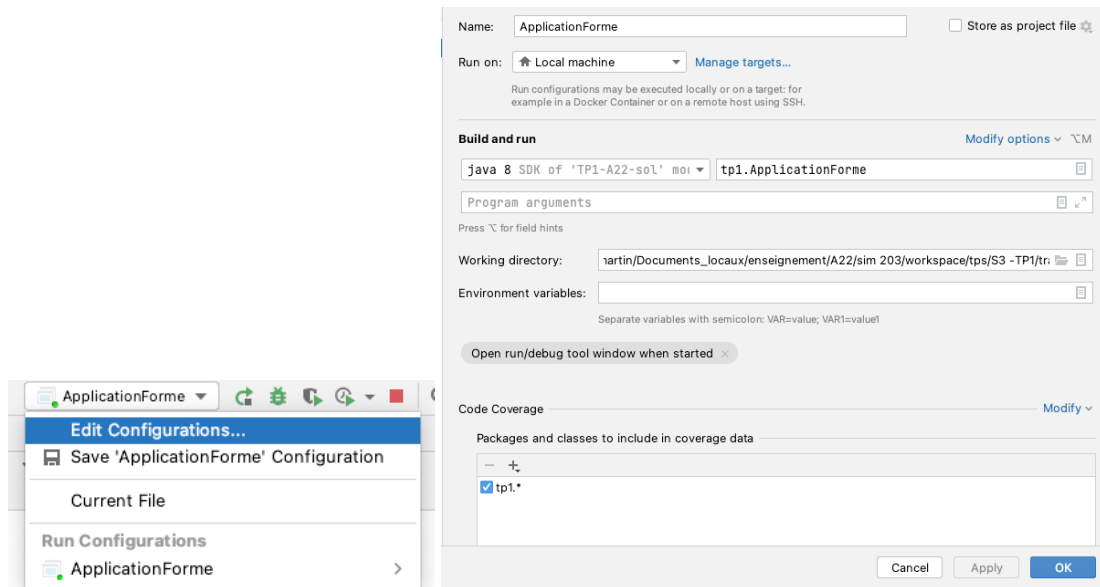 ApplicationForme
Edit Configurations...
Save 'ApplicationForme' Configuration
Current File
Run Configurations
ApplicationForme
Name: ApplicationForme Store as project file
Run on: Local machine Manage targets...
Run configurations may be executed locally or on a target: for
example in a Docker Container or on a remote host using SSH.
Build and run Modify options ⌥M
java 8 SDK of 'TP1-A22-sol' tp1.ApplicationForme
Program arguments
Press ⌥ for field hints
Working directory: artin/Documents_locaux/enseignement/A22/sim 203/workspace/tps/S3 -TP1/tra
Environment variables:
Separate variables with semicolon: VAR=value; VAR1=value1
Open run/debug tool window when started ×
Code Coverage Modify
Packages and classes to include in coverage data
tp1.*
Cancel Apply OK